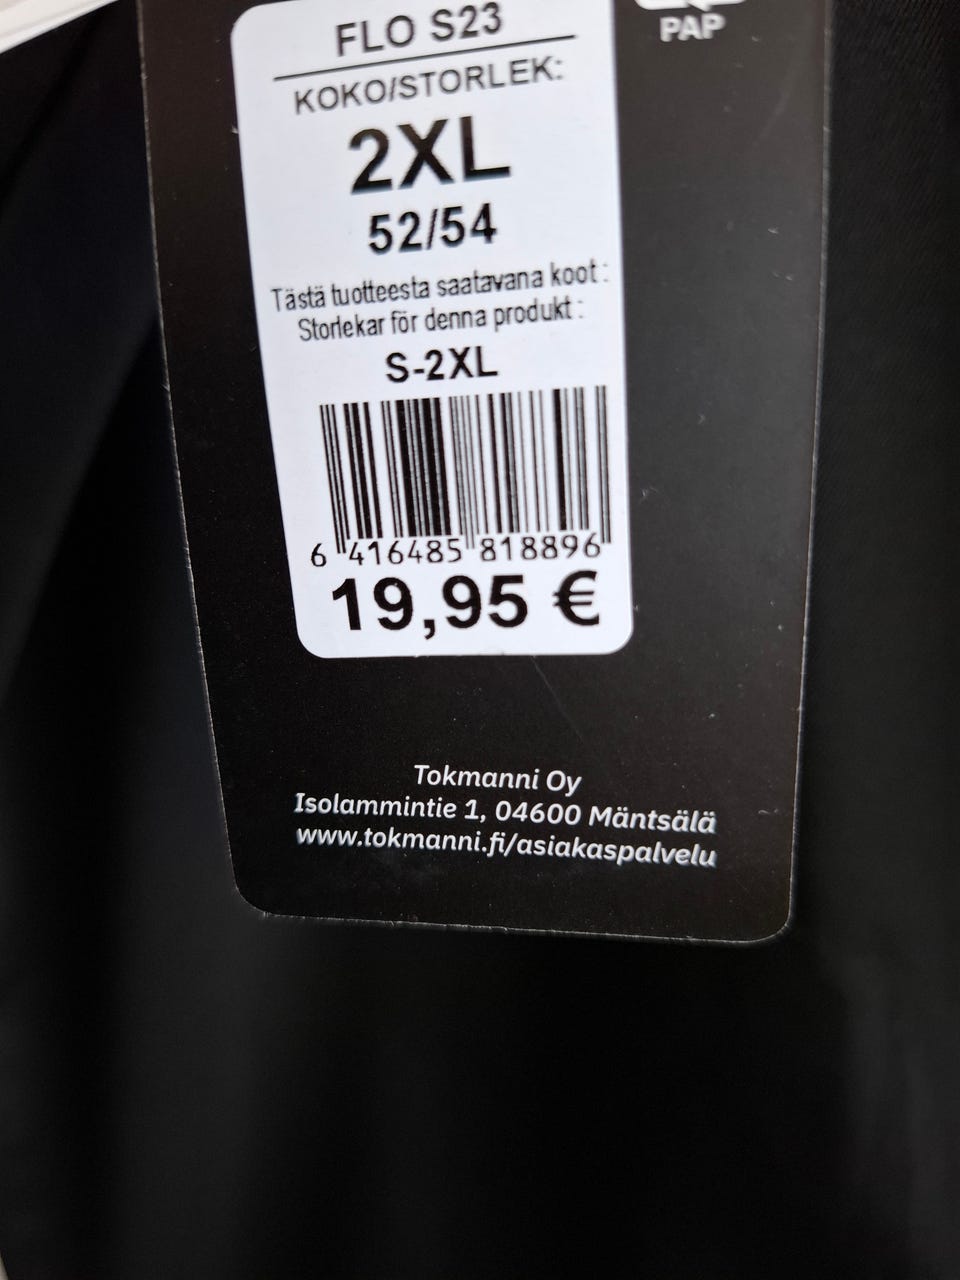 FLO S23
PAP
KOKO/STORLEK:
2XL
52/54
Tästä tuotteesta saatavana koot :
Storlekar för denna produkt :
S-2XL
6 416485 818896
19,95 €
Tokmanni Oy
Isolammintie 1, 04600 Mäntsälä
www.tokmanni.fi/asiakaspalvelu